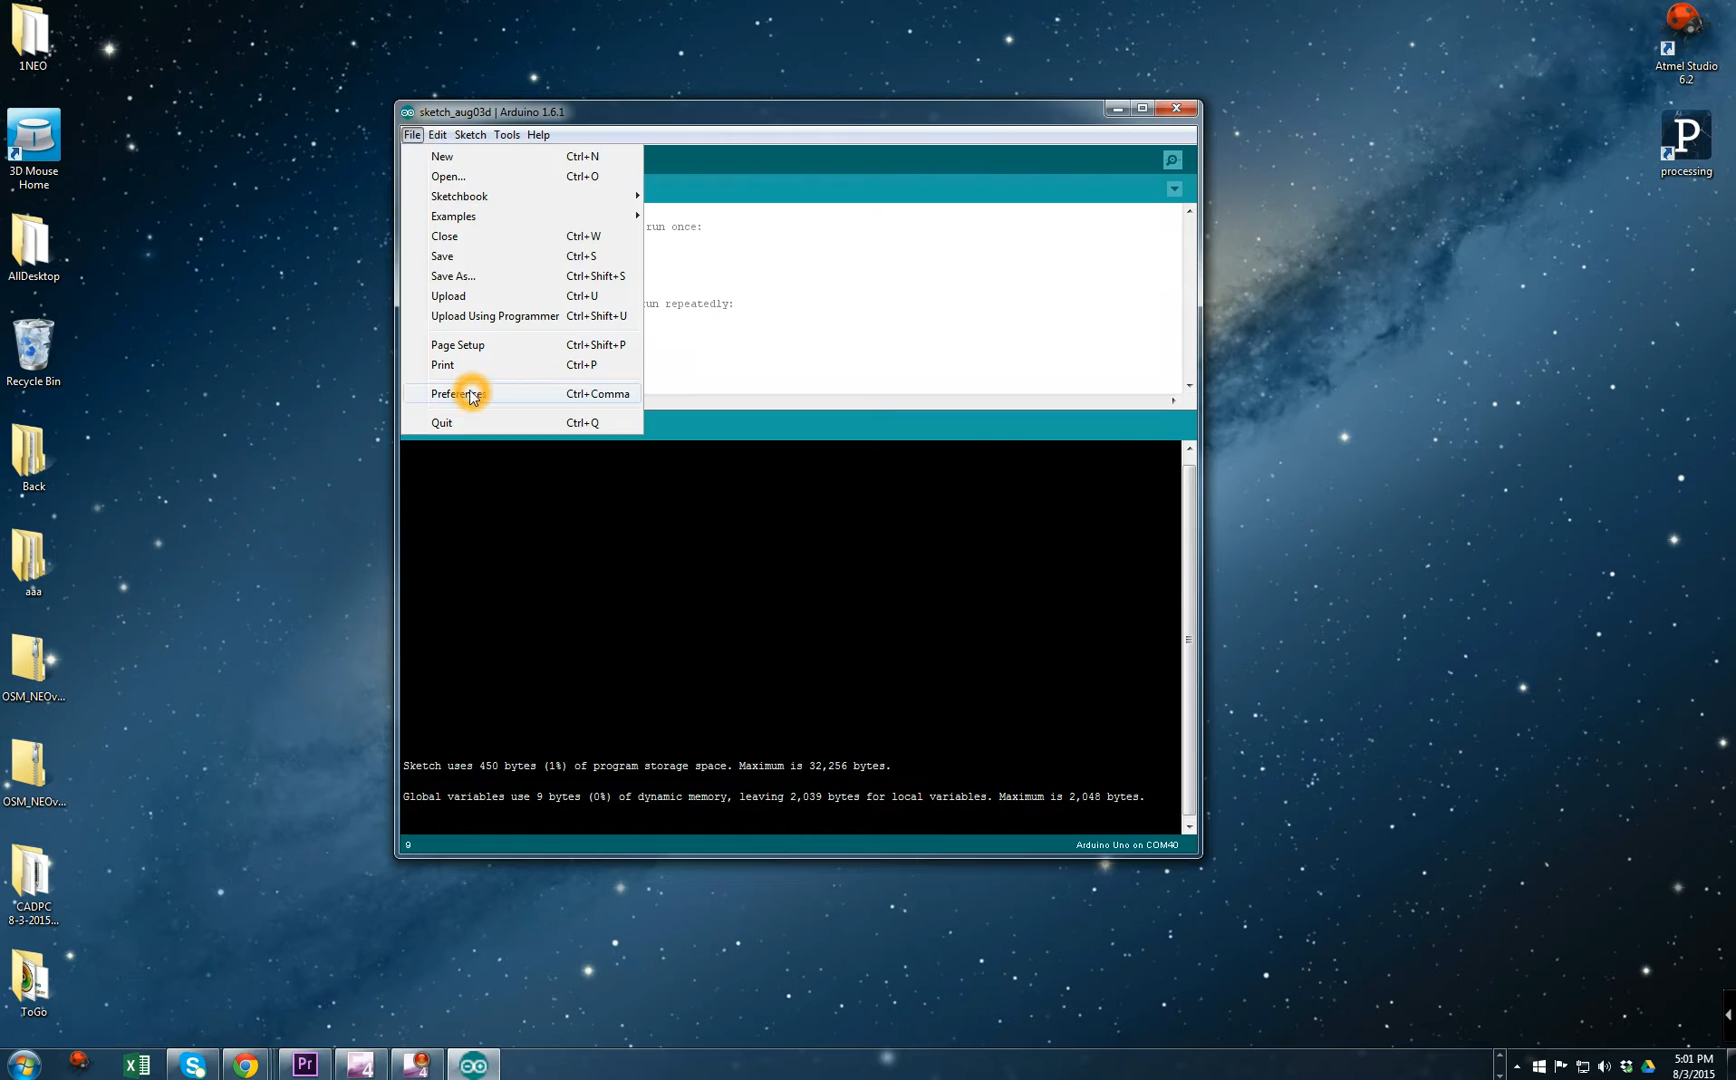 1NEO
3D Mouse
Home
AllDesktop
Recycle Bin
Back
aaa
OSM_NEOv...
OSM_NEOv...
CADPC
8-3-2015...
ToGo
Atmel Studio
6.2
P
processing
sketch_aug03d | Arduino 1.6.1
File Edit Sketch Tools Help
New Ctrl+N
Open... Ctrl+O
Sketchbook
Examples
Close Ctrl+W
Save Ctrl+S
Save As... Ctrl+Shift+S
Upload Ctrl+U
Upload Using Programmer Ctrl+Shift+U
Page Setup Ctrl+Shift+P
Print Ctrl+P
Preferences Ctrl+Comma
Quit Ctrl+Q
run once:
run repeatedly:
Sketch uses 450 bytes (1%) of program storage space. Maximum is 32,256 bytes.
Global variables use 9 bytes (0%) of dynamic memory, leaving 2,039 bytes for local variables. Maximum is 2,048 bytes.
9 Arduino Uno on COM40
Pr
4
4
5:01 PM
8/3/2015